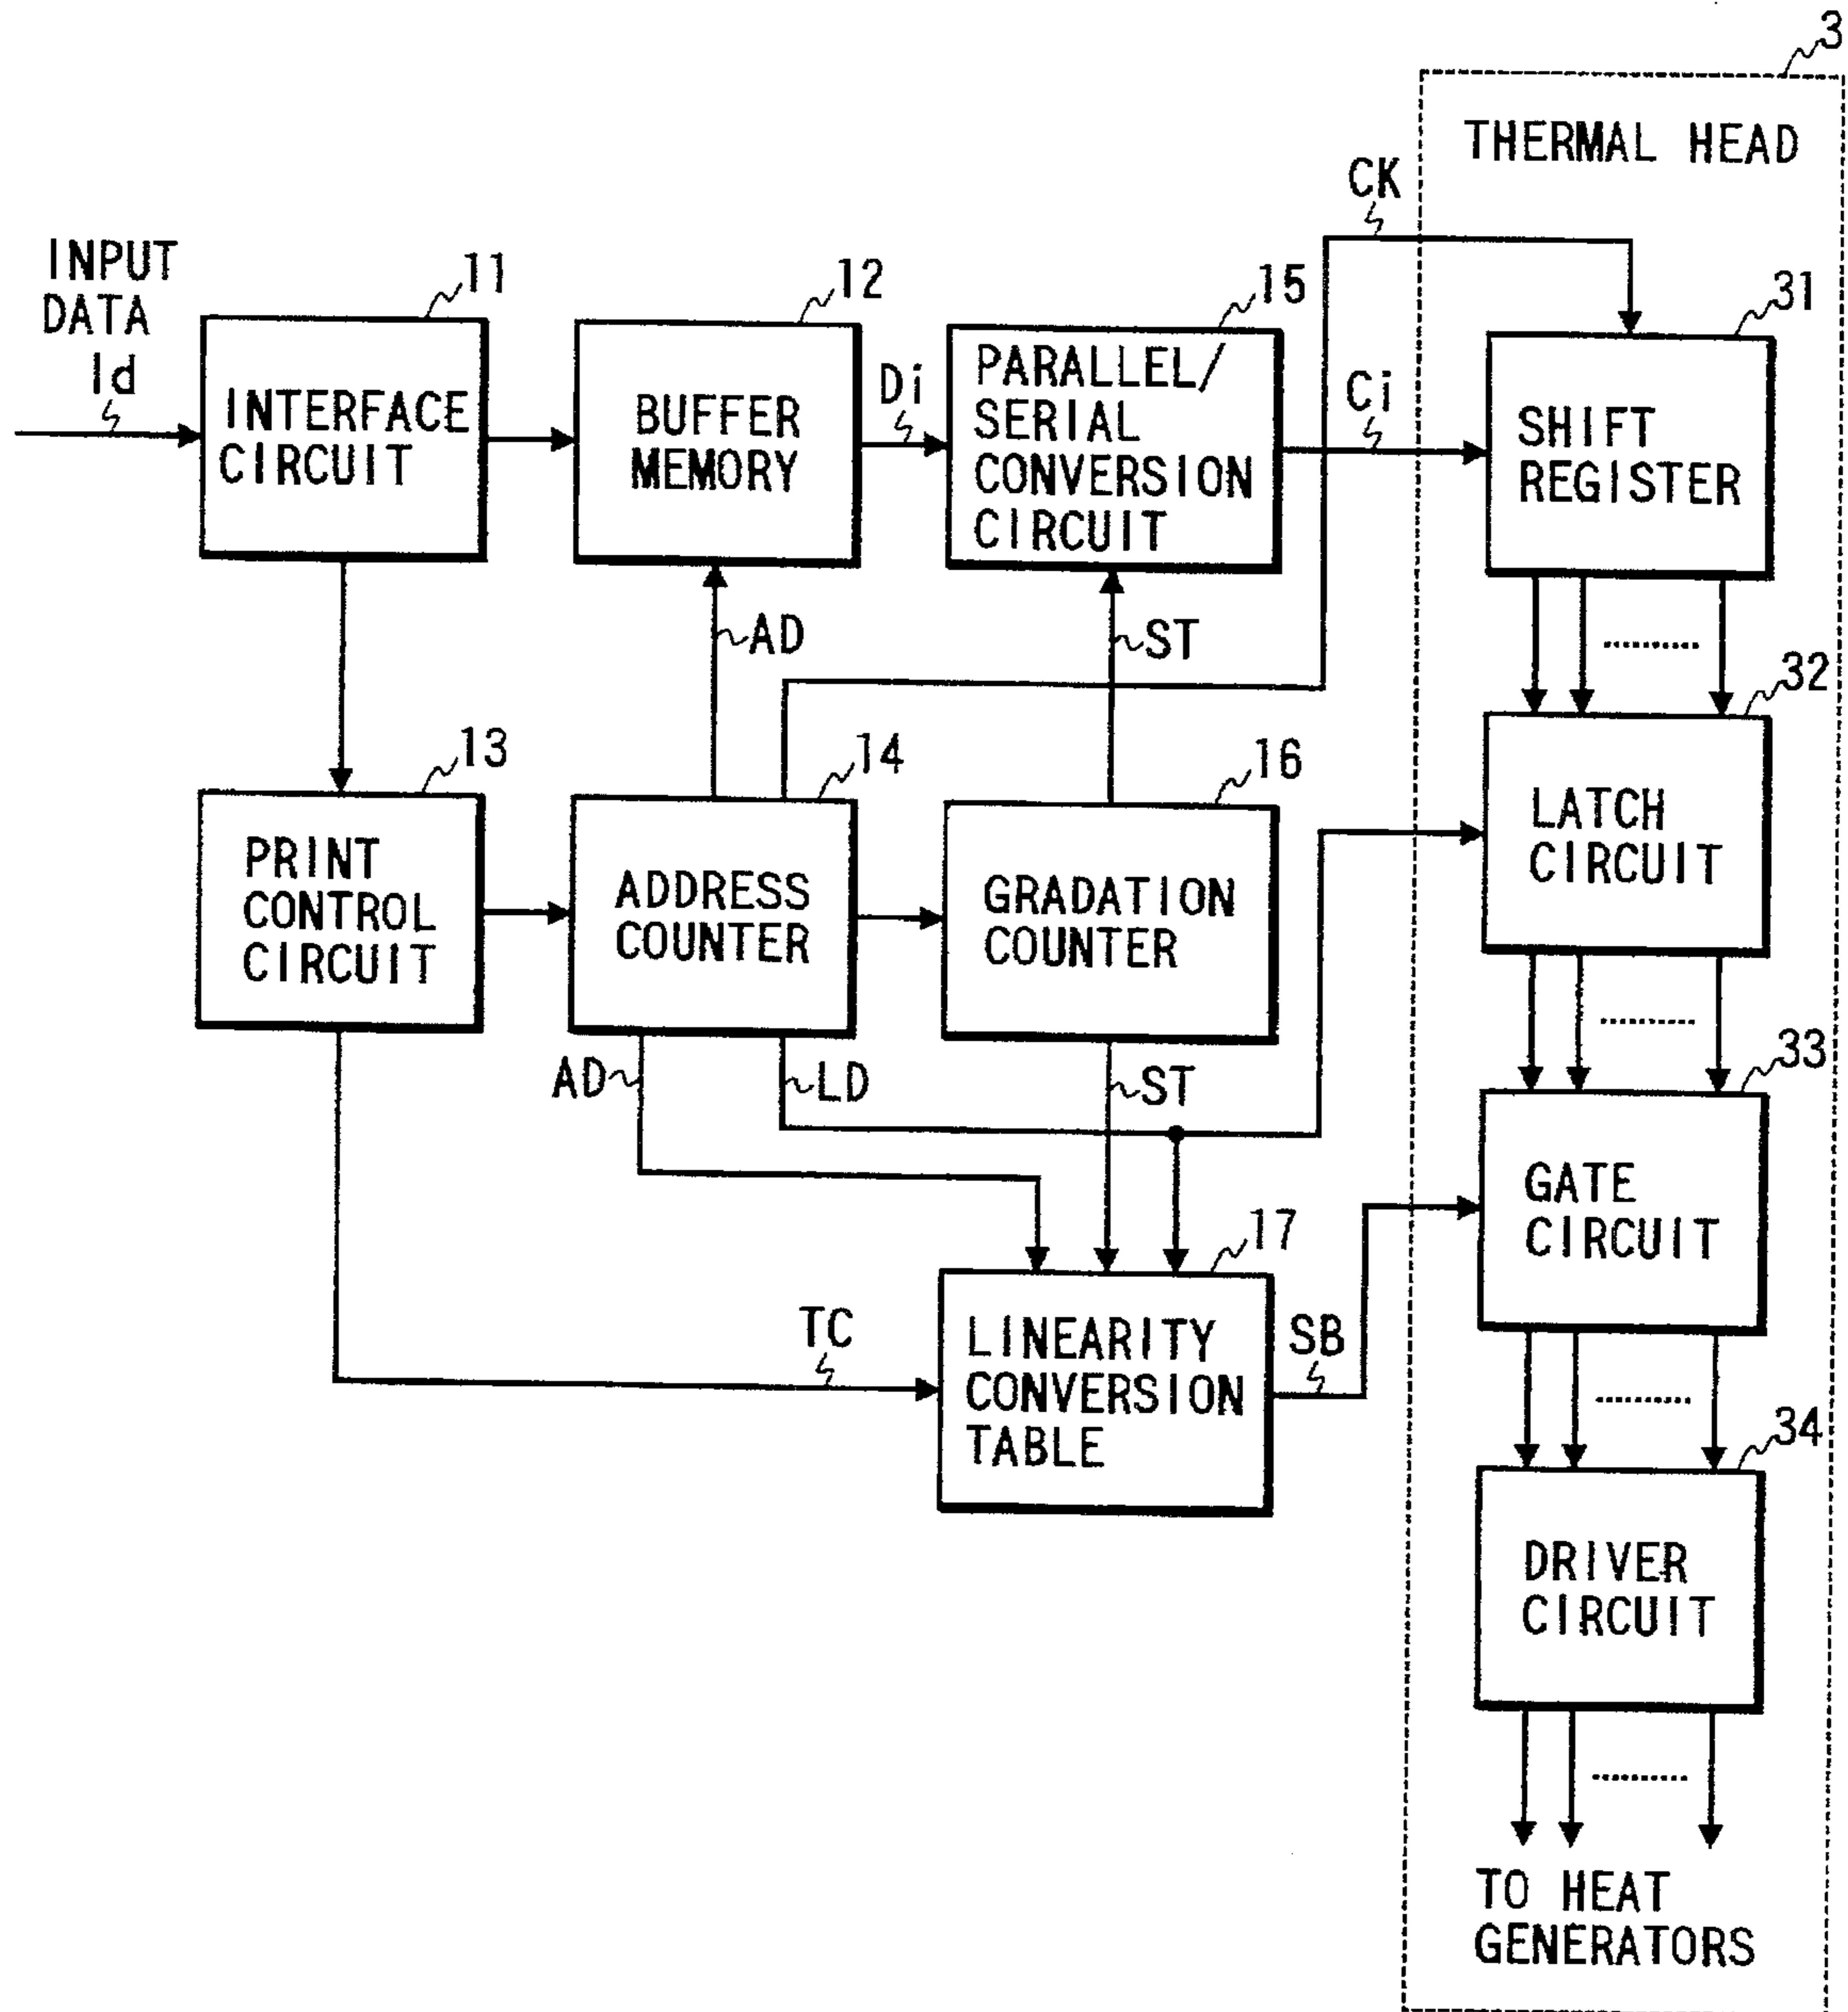 3
THERMAL HEAD
CK
INPUT
DATA
Id
11
INTERFACE
CIRCUIT
12
BUFFER
MEMORY
Di
15
PARALLEL/
SERIAL
CONVERSION
CIRCUIT
Ci
31
SHIFT
REGISTER
AD
ST
32
LATCH
CIRCUIT
13
PRINT
CONTROL
CIRCUIT
14
ADDRESS
COUNTER
16
GRADATION
COUNTER
AD
LD
ST
33
GATE
CIRCUIT
TC
17
LINEARITY
CONVERSION
TABLE
SB
34
DRIVER
CIRCUIT
TO HEAT
GENERATORS